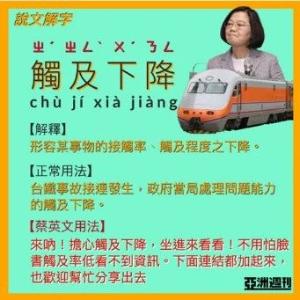 說文解字
ㄓˊ ㄓㄥˋ ㄨˊ ㄋㄥˊ
觸及下降
chù jí xià jiàng
【解釋】
形容某事物的接觸率、觸及程度之下降。
【正常用法】
台鐵事故接連發生，政府當局處理問題能力
的觸及下降。
【蔡英文用法】
來吶！擔心觸及下降，坐進來看看！不用怕臉
書觸及率低看不到資訊。下面連結都加起來，
也歡迎幫忙分享出去
亞洲週刊